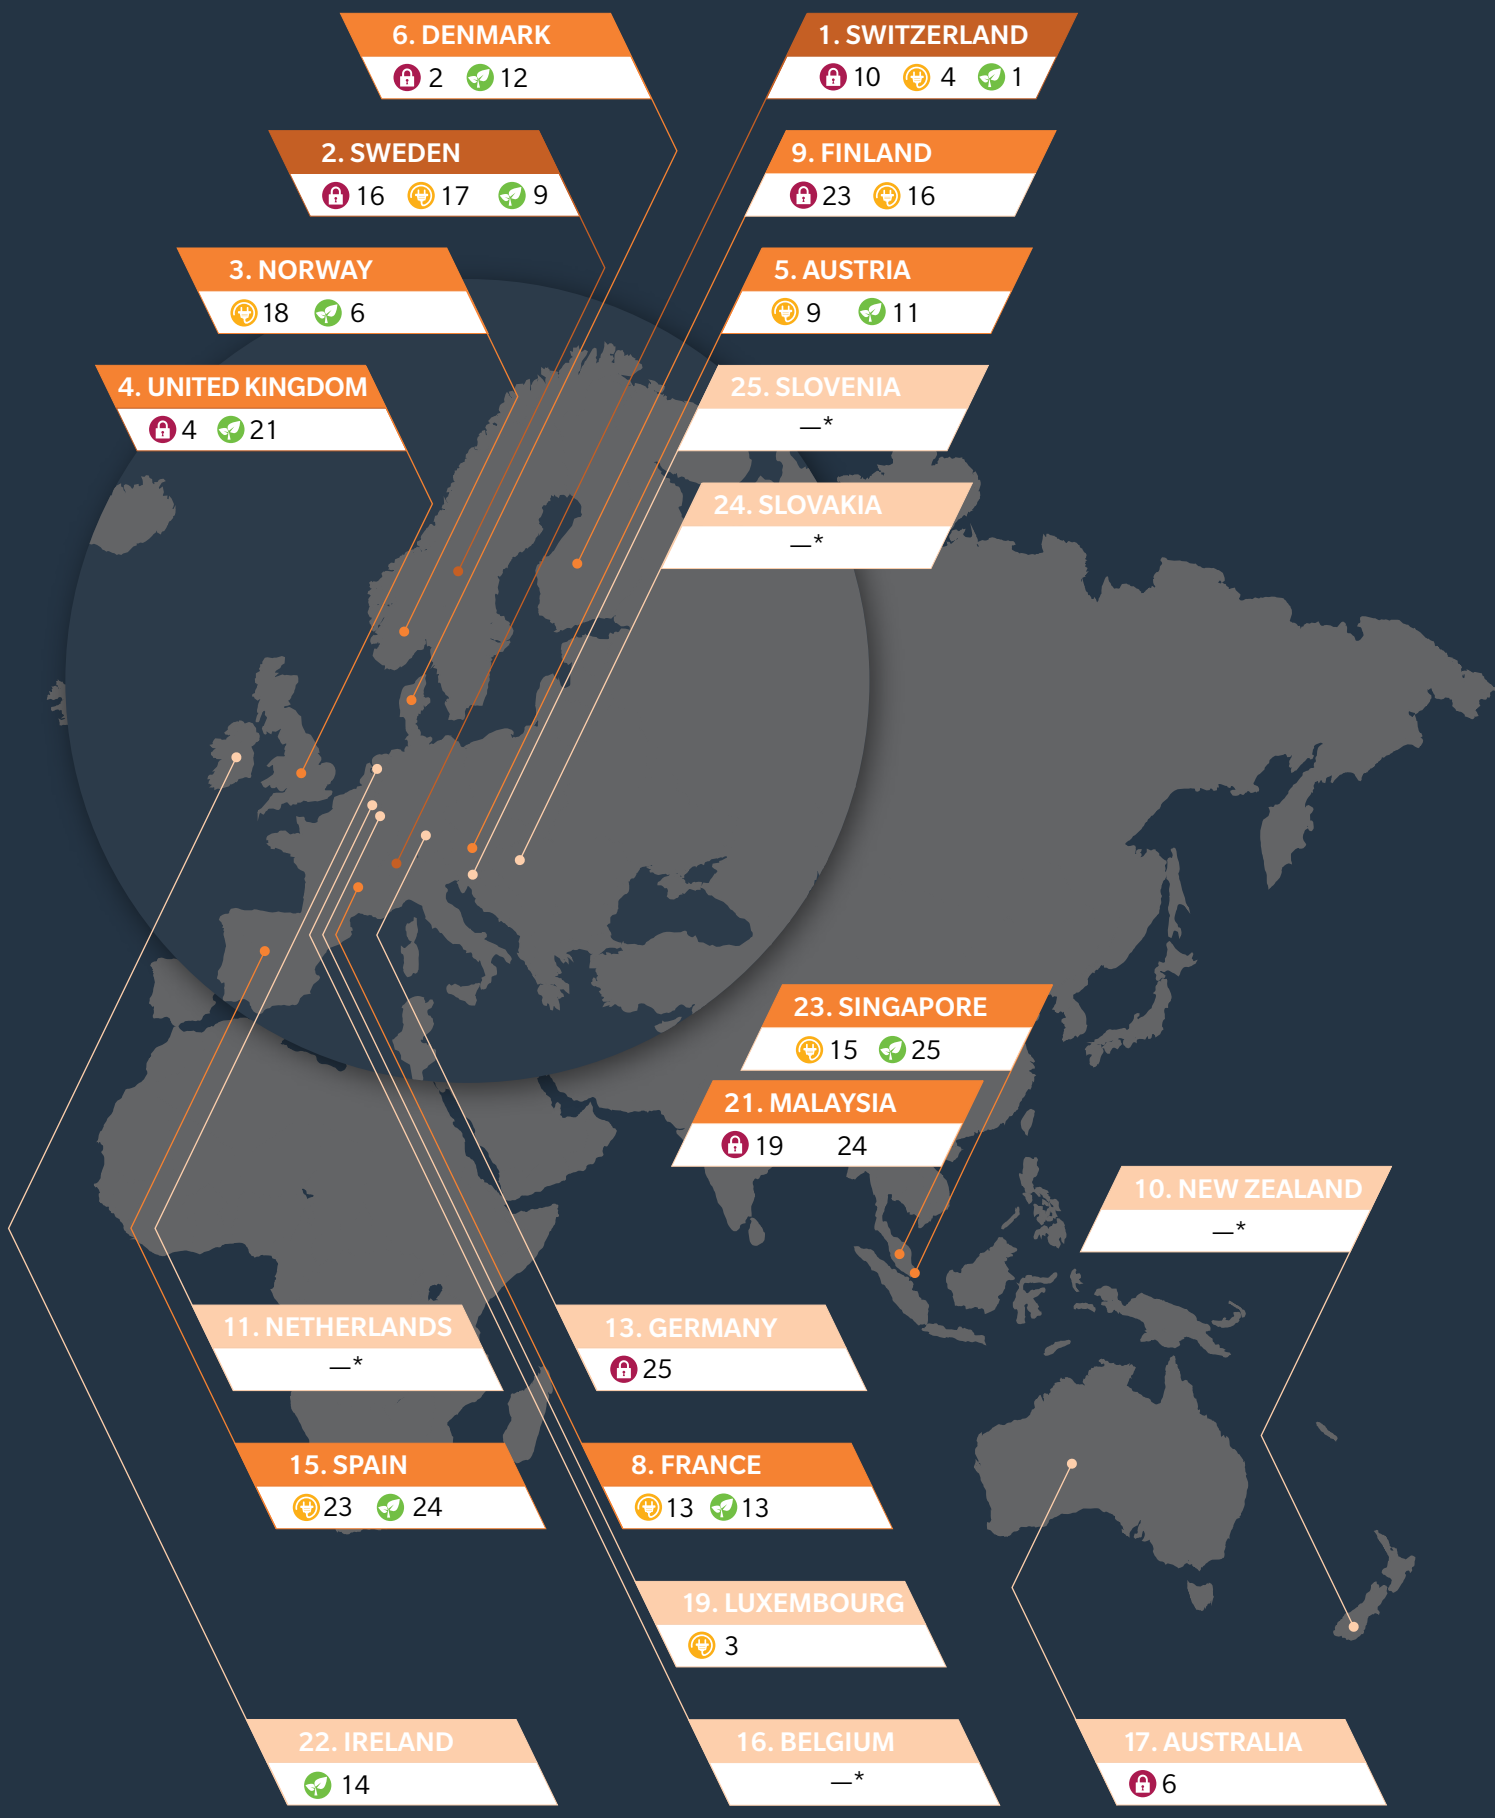 6. DENMARK
2 12
1. SWITZERLAND
10 4 1
2. SWEDEN
16 17 9
9. FINLAND
23 16
3. NORWAY
18 6
5. AUSTRIA
9 11
4. UNITED KINGDOM
4 21
25. SLOVENIA
—*
24. SLOVAKIA
—*
23. SINGAPORE
15 25
21. MALAYSIA
19 24
10. NEW ZEALAND
—*
11. NETHERLANDS
—*
13. GERMANY
25
15. SPAIN
23 24
8. FRANCE
13 13
19. LUXEMBOURG
3
22. IRELAND
14
16. BELGIUM
—*
17. AUSTRALIA
6